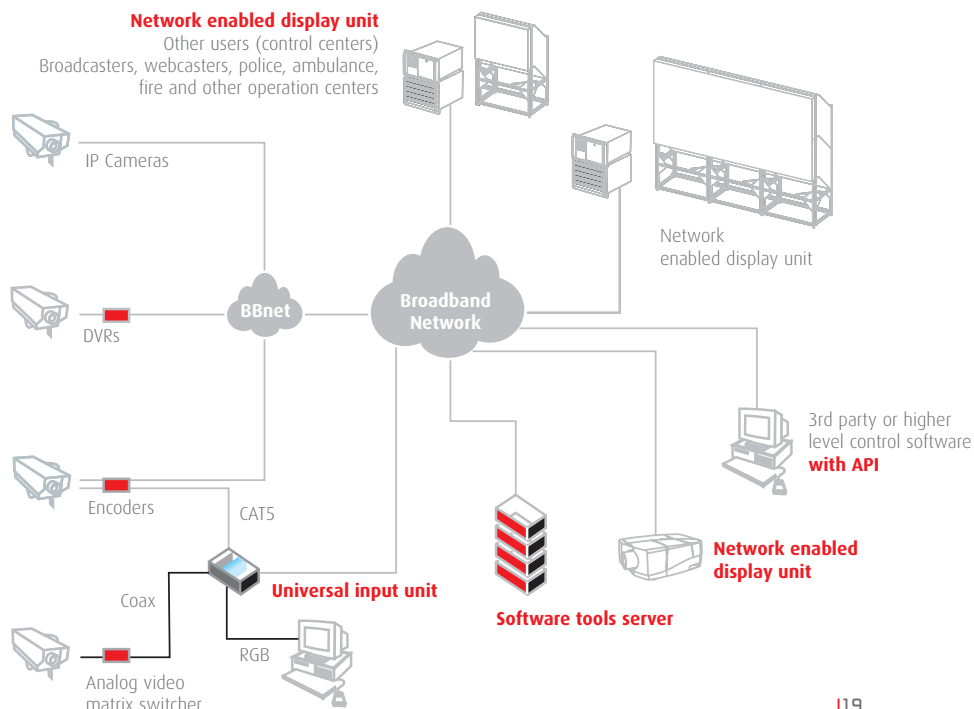 Network enabled display unit
Other users (control centers)
Broadcasters, webcasters, police, ambulance,
fire and other operation centers
IP Cameras
Network
enabled display unit
BBnet
Broadband
Network
DVRs
3rd party or higher
level control software
with API
Encoders
CAT5
Network enabled
display unit
Universal input unit
Coax
Software tools server
RGB
Analog video
matrix switcher
|19